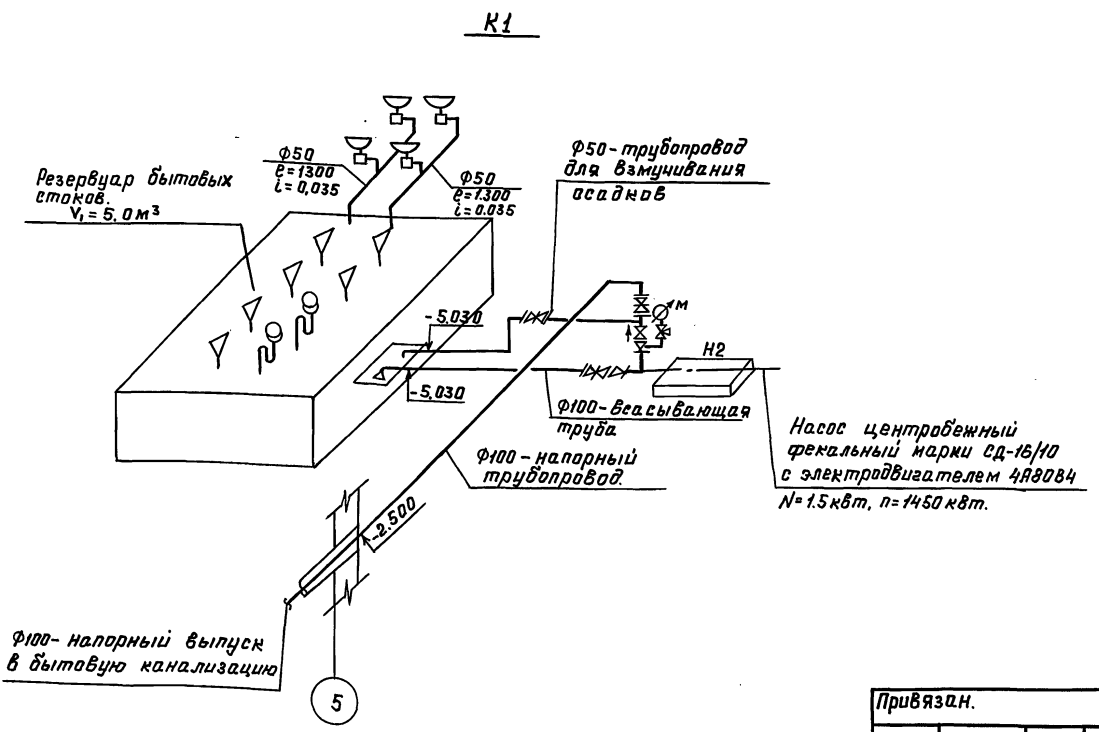 К1
Ф50
ℓ=1300
i=0,035
Ф50
ℓ=1.300
i=0.035
Ф50-трубопровод
для взмучивания
осадков
Резервуар бытовых
стоков.
V₁=5,0м³
-5,030
-5,030
М
Н2
Ф100-всасывающая
труба
Ф100-напорный
трубопровод.
Насос центробежный
фекальный марки СД-16/10
с электродвигателем 4А80В4
N=1.5квт, п=1450квт.
-2.500
Ф100-напорный выпуск
в бытовую канализацию
5
Привязан.